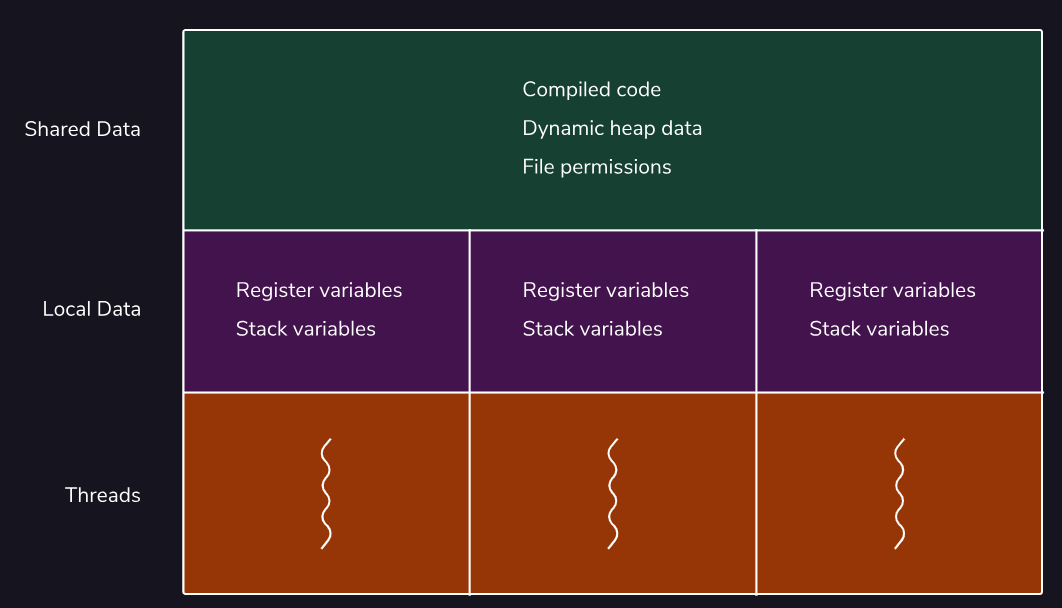 Shared Data
Compiled code
Dynamic heap data
File permissions
Local Data
Register variables
Stack variables
Register variables
Stack variables
Register variables
Stack variables
Threads